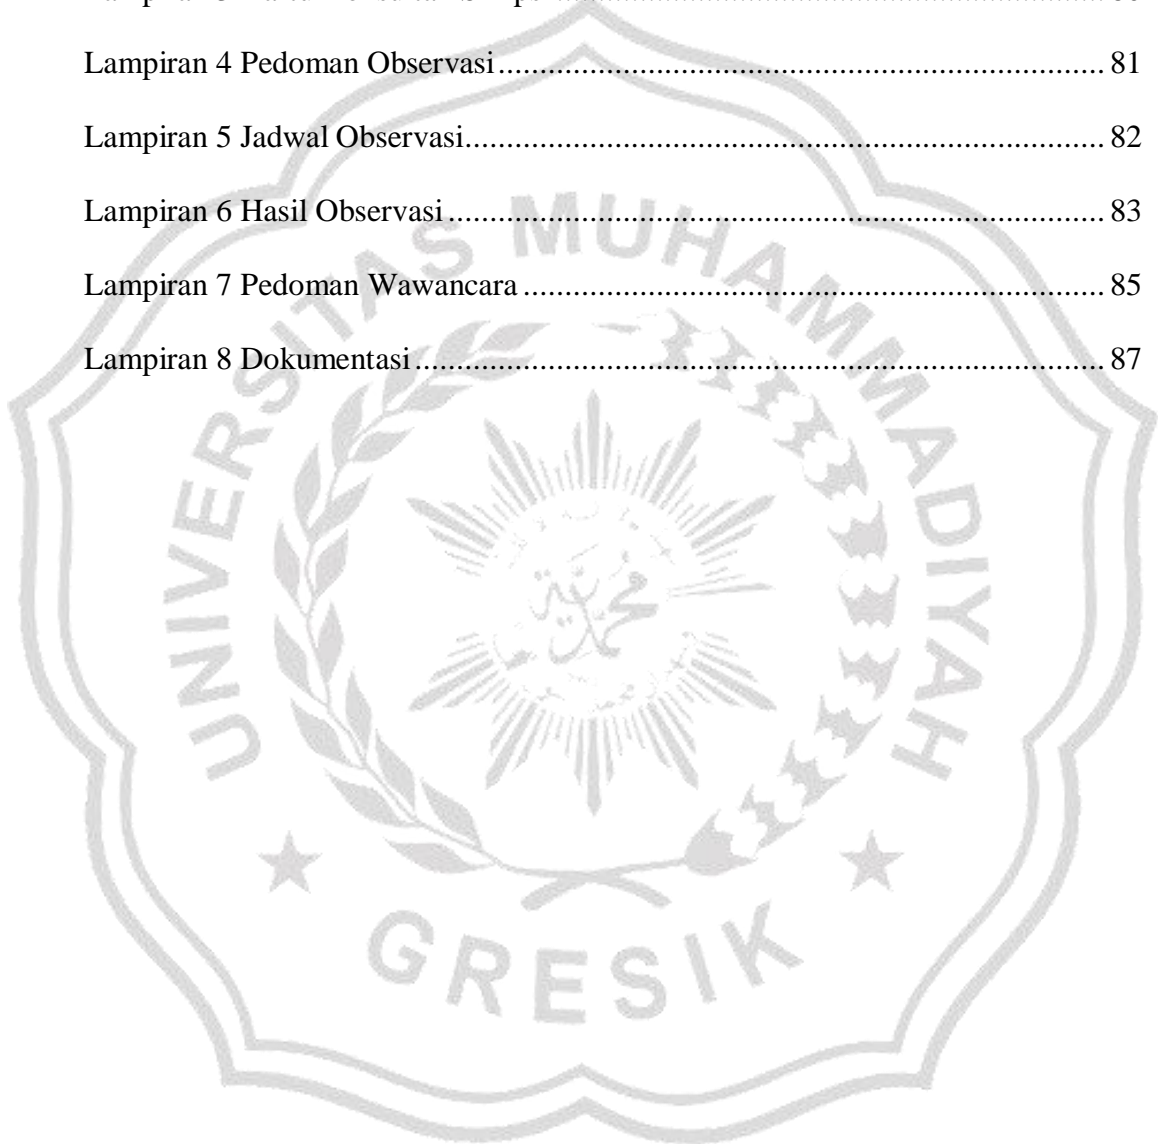 Lampiran 4 Pedoman Observasi........................................................................... 81
Lampiran 5 Jadwal Observasi............................................................................... 82
Lampiran 6 Hasil Observasi.................................................................................. 83
Lampiran 7 Pedoman Wawancara........................................................................ 85
Lampiran 8 Dokumentasi...................................................................................... 87
UNIVERSITAS MUHAMMADIYAH
محمدية
GRESIK